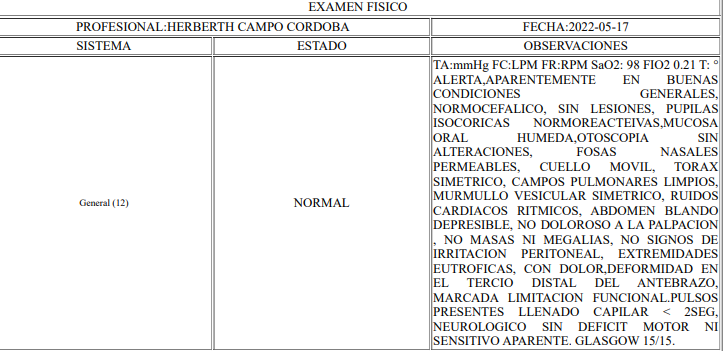 EXAMEN FISICO
PROFESIONAL:HERBERTH CAMPO CORDOBA FECHA:2022-05-17
SISTEMA ESTADO OBSERVACIONES
General (12) NORMAL
TA:mmHg FC:LPM FR:RPM SaO2: 98 FIO2 0.21 T: °
ALERTA,APARENTEMENTE EN BUENAS
CONDICIONES GENERALES,
NORMOCEFALICO, SIN LESIONES, PUPILAS
ISOCORICAS NORMOREACTEIVAS,MUCOSA
ORAL HUMEDA,OTOSCOPIA SIN
ALTERACIONES, FOSAS NASALES
PERMEABLES, CUELLO MOVIL, TORAX
SIMETRICO, CAMPOS PULMONARES LIMPIOS,
MURMULLO VESICULAR SIMETRICO, RUIDOS
CARDIACOS RITMICOS, ABDOMEN BLANDO
DEPRESIBLE, NO DOLOROSO A LA PALPACION
, NO MASAS NI MEGALIAS, NO SIGNOS DE
IRRITACION PERITONEAL, EXTREMIDADES
EUTROFICAS, CON DOLOR,DEFORMIDAD EN
EL TERCIO DISTAL DEL ANTEBRAZO,
MARCADA LIMITACION FUNCIONAL.PULSOS
PRESENTES LLENADO CAPILAR < 2SEG,
NEUROLOGICO SIN DEFICIT MOTOR NI
SENSITIVO APARENTE. GLASGOW 15/15.